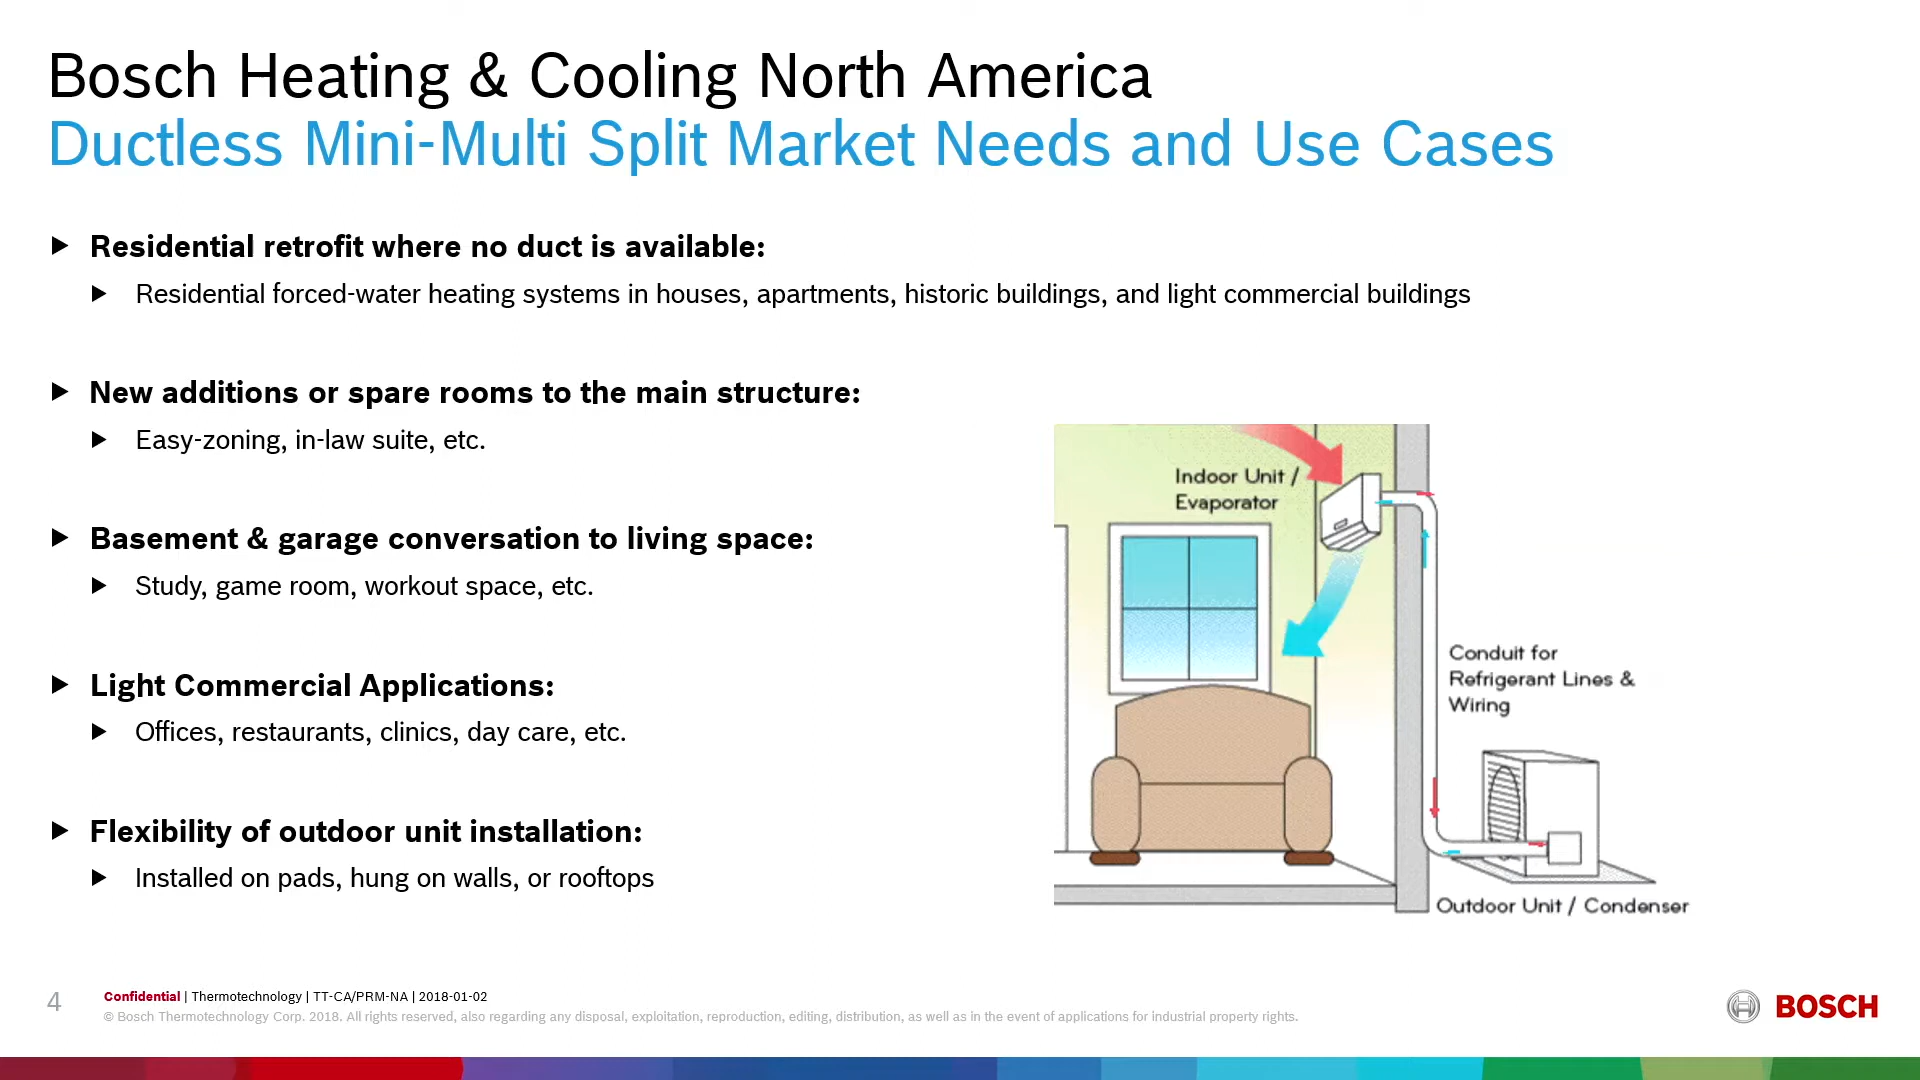 Bosch Heating & Cooling North America
Ductless Mini-Multi Split Market Needs and Use Cases
Residential retrofit where no duct is available:
Residential forced-water heating systems in houses, apartments, historic buildings, and light commercial buildings
New additions or spare rooms to the main structure:
Easy-zoning, in-law suite, etc.
Basement & garage conversation to living space:
Study, game room, workout space, etc.
Light Commercial Applications:
Offices, restaurants, clinics, day care, etc.
Flexibility of outdoor unit installation:
Installed on pads, hung on walls, or rooftops
Indoor Unit /
Evaporator
Conduit for
Refrigerant Lines &
Wiring
Outdoor Unit / Condenser
4
Confidential | Thermotechnology | TT-CA/PRM-NA | 2018-01-02
© Bosch Thermotechnology Corp. 2018. All rights reserved, also regarding any disposal, exploitation, reproduction, editing, distribution, as well as in the event of applications for industrial property rights.
BOSCH